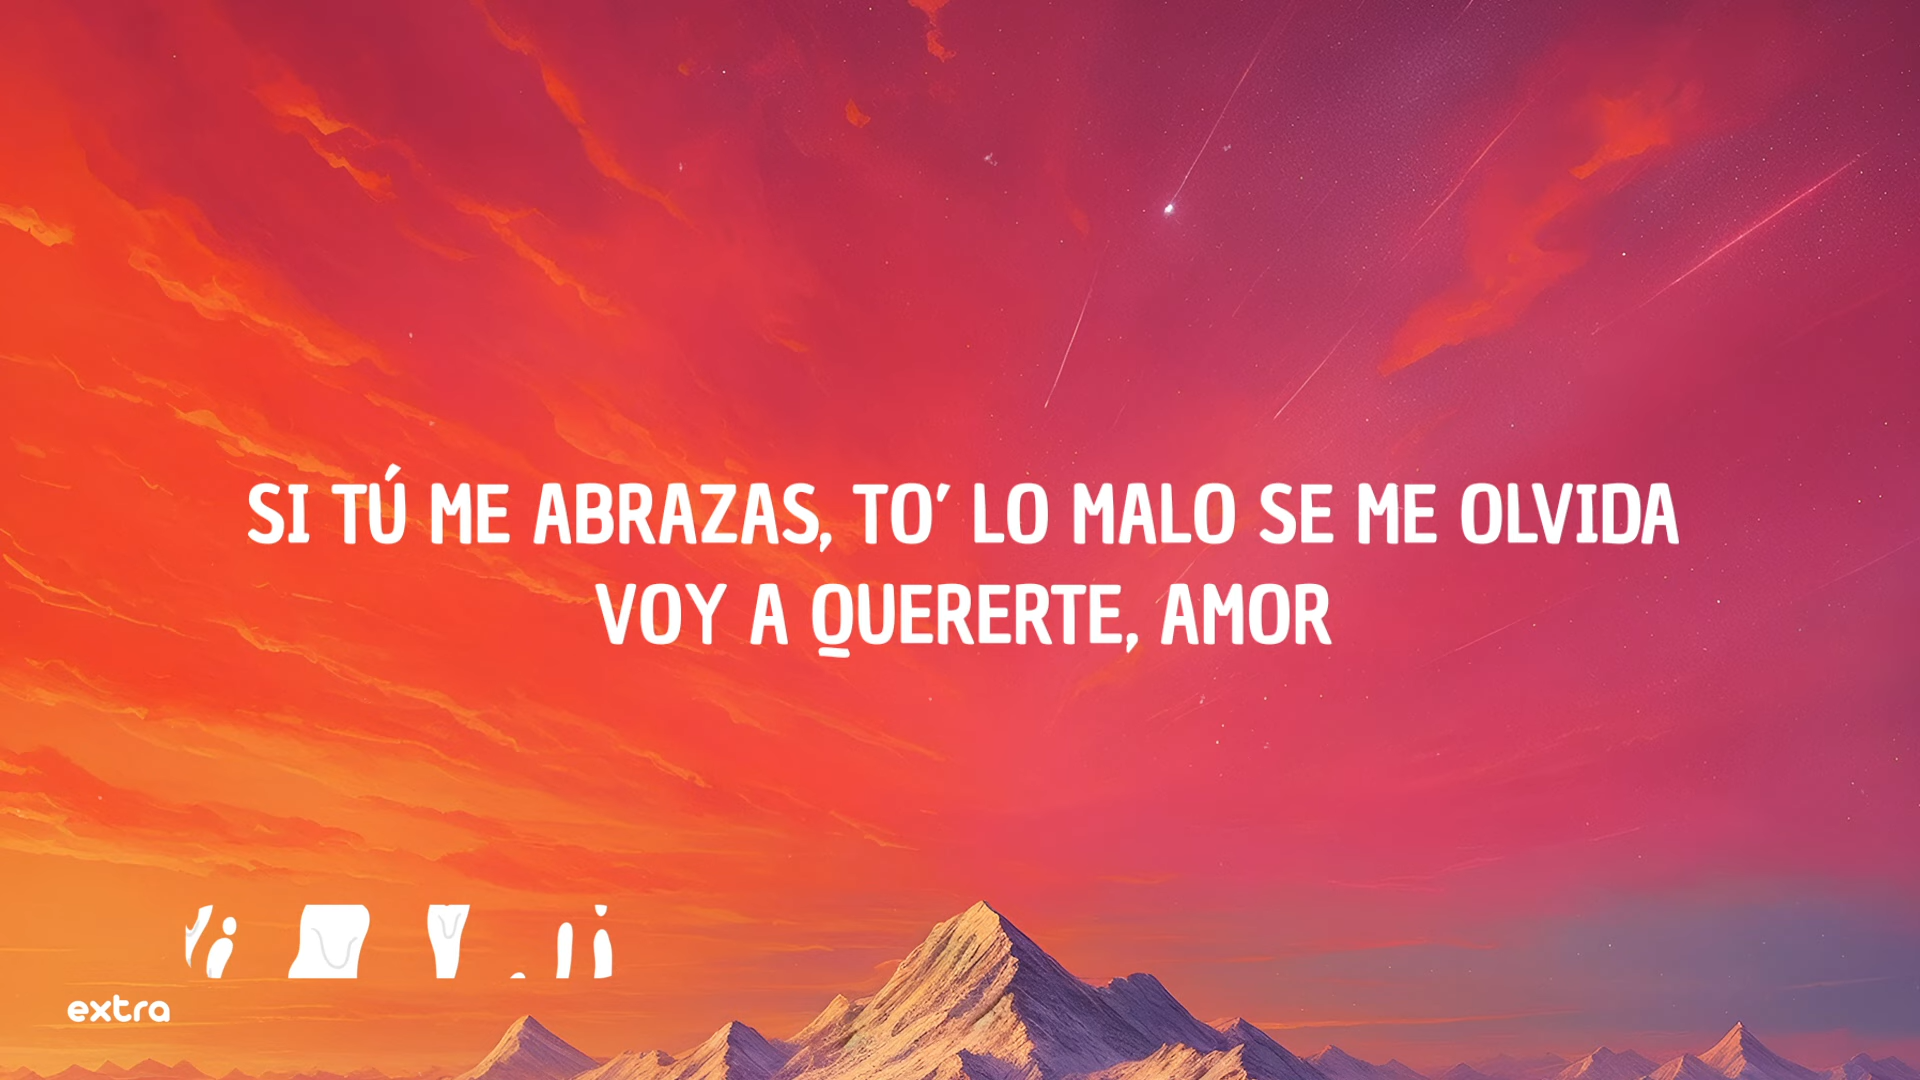 SI TÚ ME ABRAZAS, TO' LO MALO SE ME OLVIDA
VOY A QUERERTE, AMOR
extra